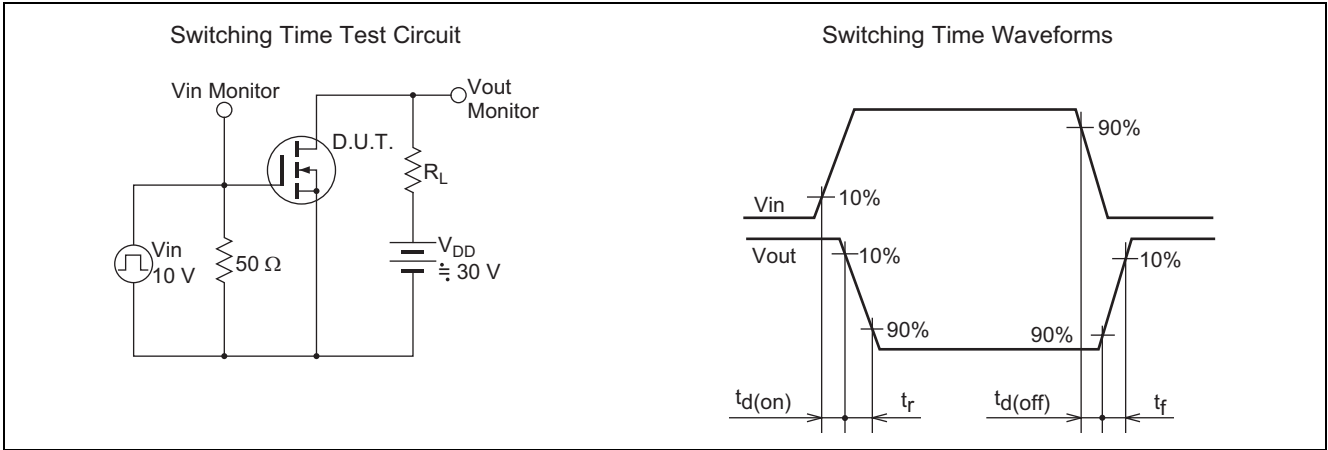 Switching Time Test Circuit
Vin Monitor
Vout
Monitor
D.U.T.
RL
Vin
10 V
50 Ω
VDD
≒ 30 V
Switching Time Waveforms
Vin
10%
90%
Vout
10%
90%
90%
10%
td(on)
tr
td(off)
tf